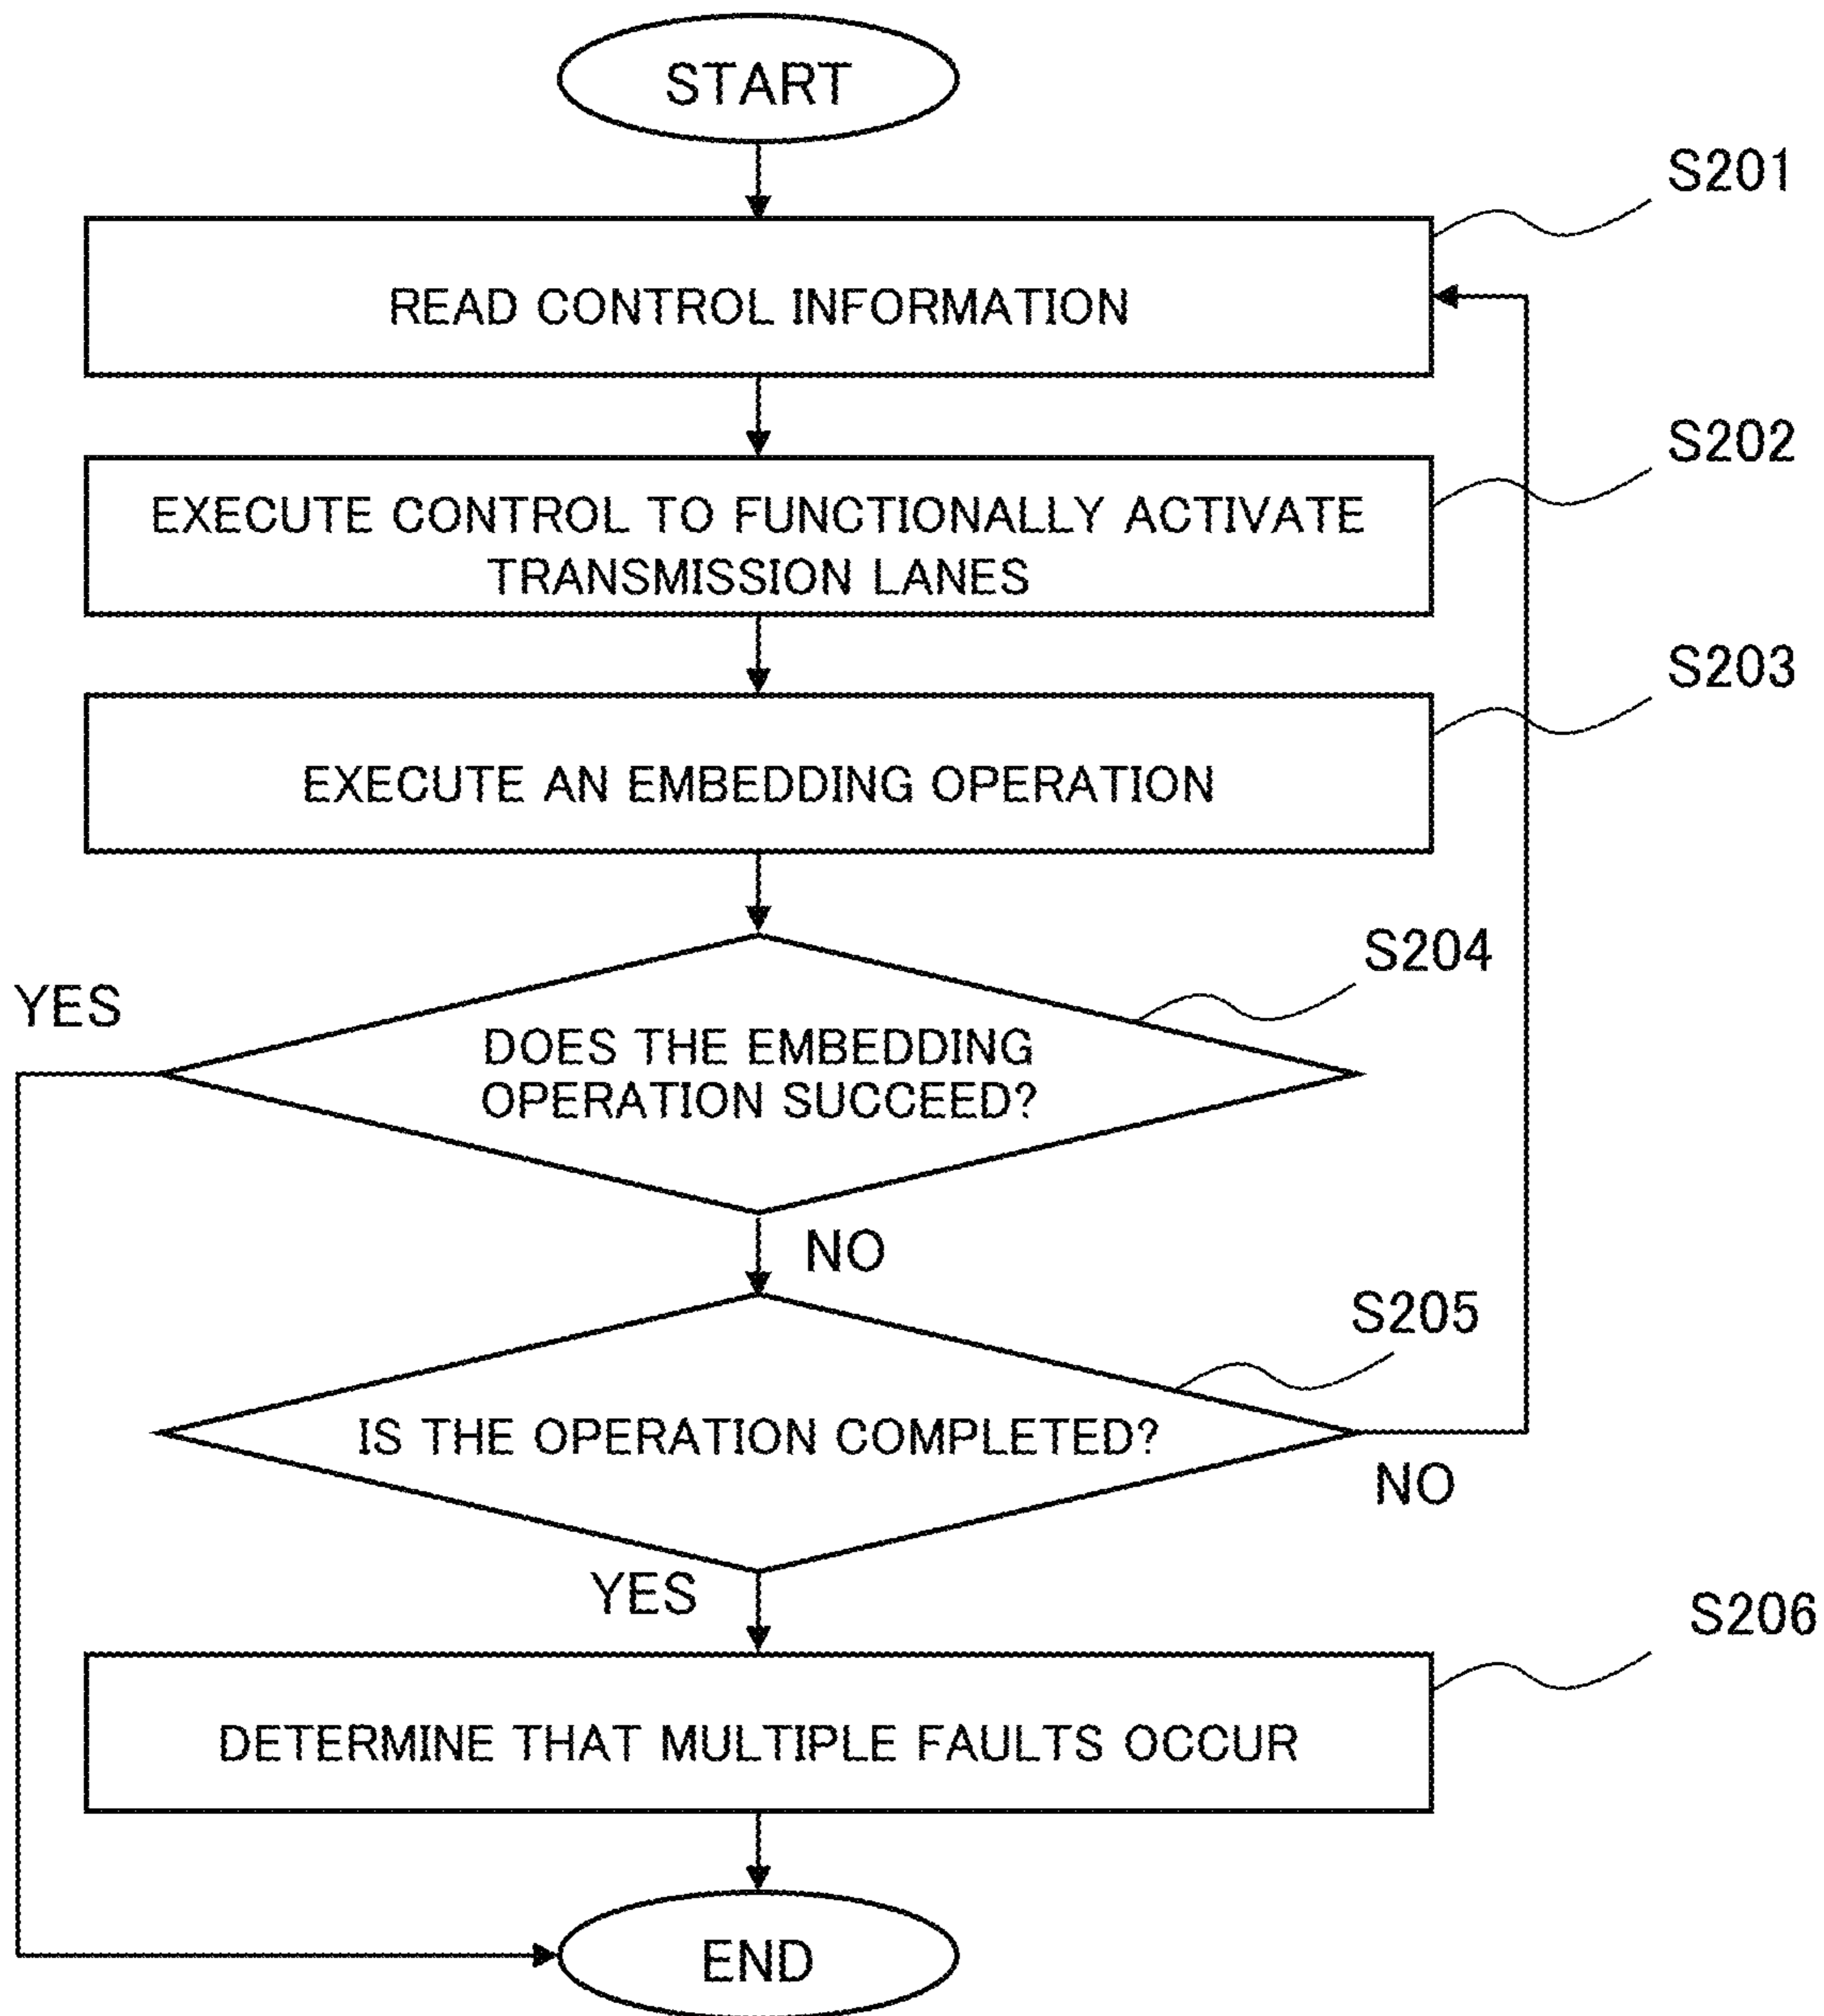 START
S201
READ CONTROL INFORMATION
S202
EXECUTE CONTROL TO FUNCTIONALLY ACTIVATE
TRANSMISSION LANES
S203
EXECUTE AN EMBEDDING OPERATION
S204
YES
DOES THE EMBEDDING
OPERATION SUCCEED?
NO
S205
IS THE OPERATION COMPLETED?
NO
YES
S206
DETERMINE THAT MULTIPLE FAULTS OCCUR
END